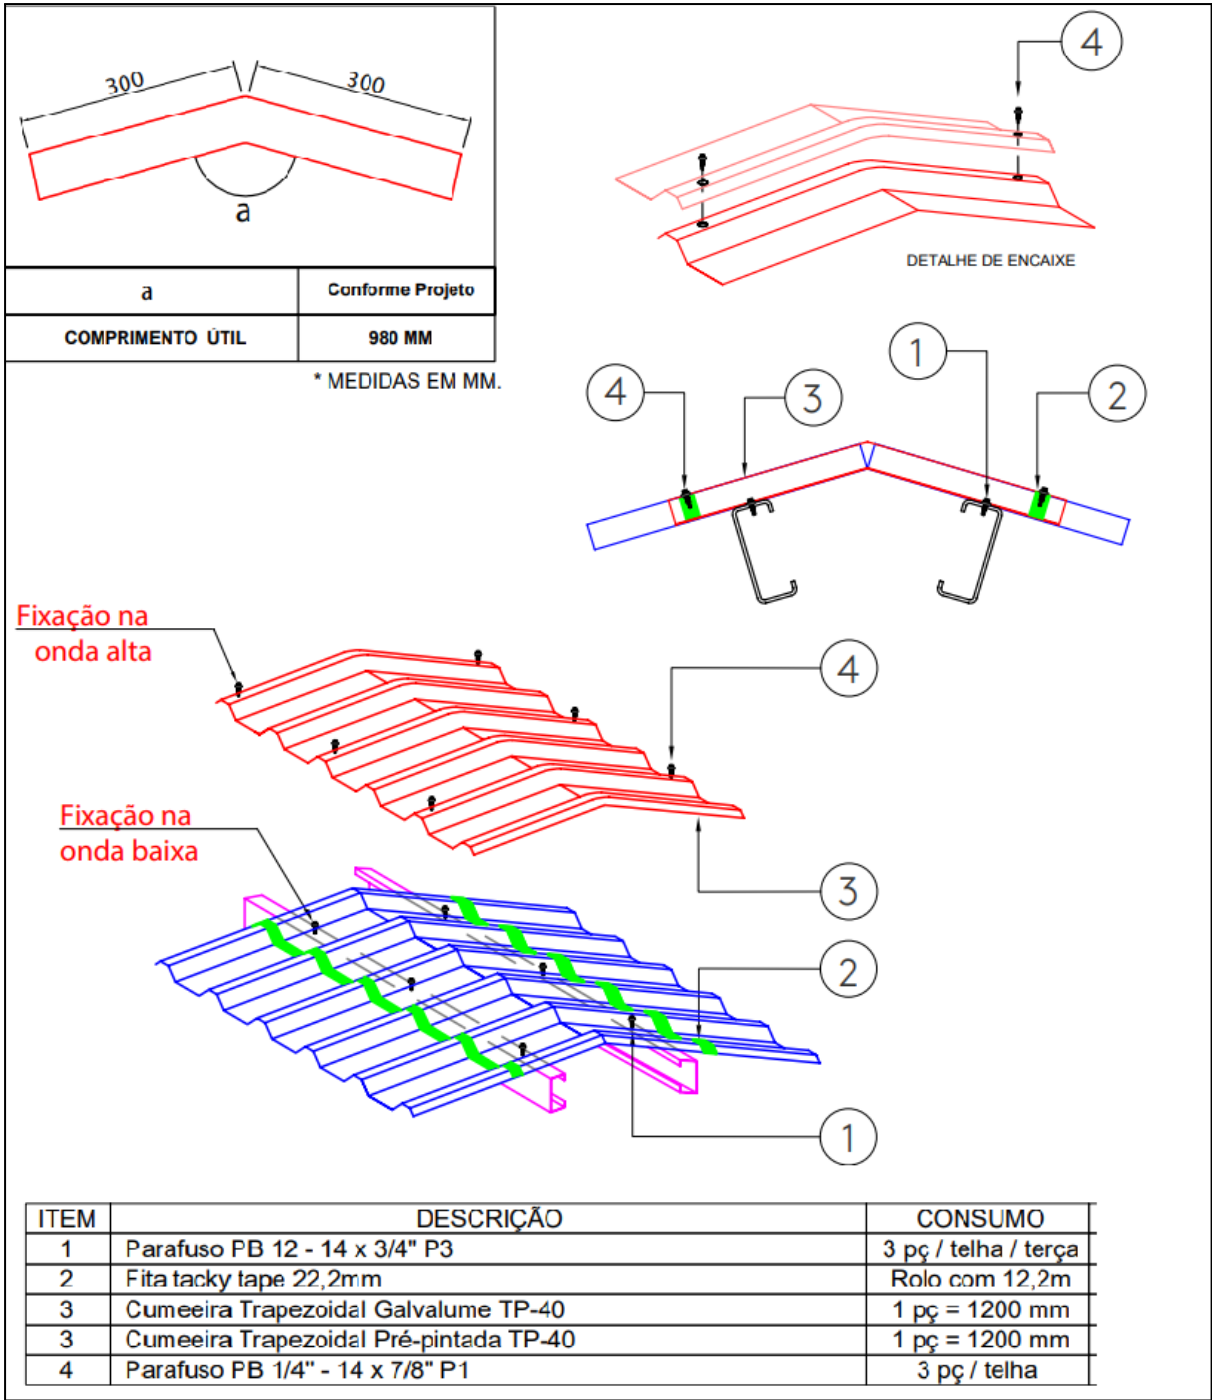 300
300
a
a
Conforme Projeto
COMPRIMENTO ÚTIL
980 MM
* MEDIDAS EM MM.
4
DETALHE DE ENCAIXE
1
4
3
2
Fixação na
onda alta
4
Fixação na
onda baixa
3
2
1
ITEM DESCRIÇÃO CONSUMO
1 Parafuso PB 12 - 14 x 3/4" P3 3 pç / telha / terça
2 Fita tacky tape 22,2mm Rolo com 12,2m
3 Cumeeira Trapezoidal Galvalume TP-40 1 pç = 1200 mm
3 Cumeeira Trapezoidal Pré-pintada TP-40 1 pç = 1200 mm
4 Parafuso PB 1/4" - 14 x 7/8" P1 3 pç / telha